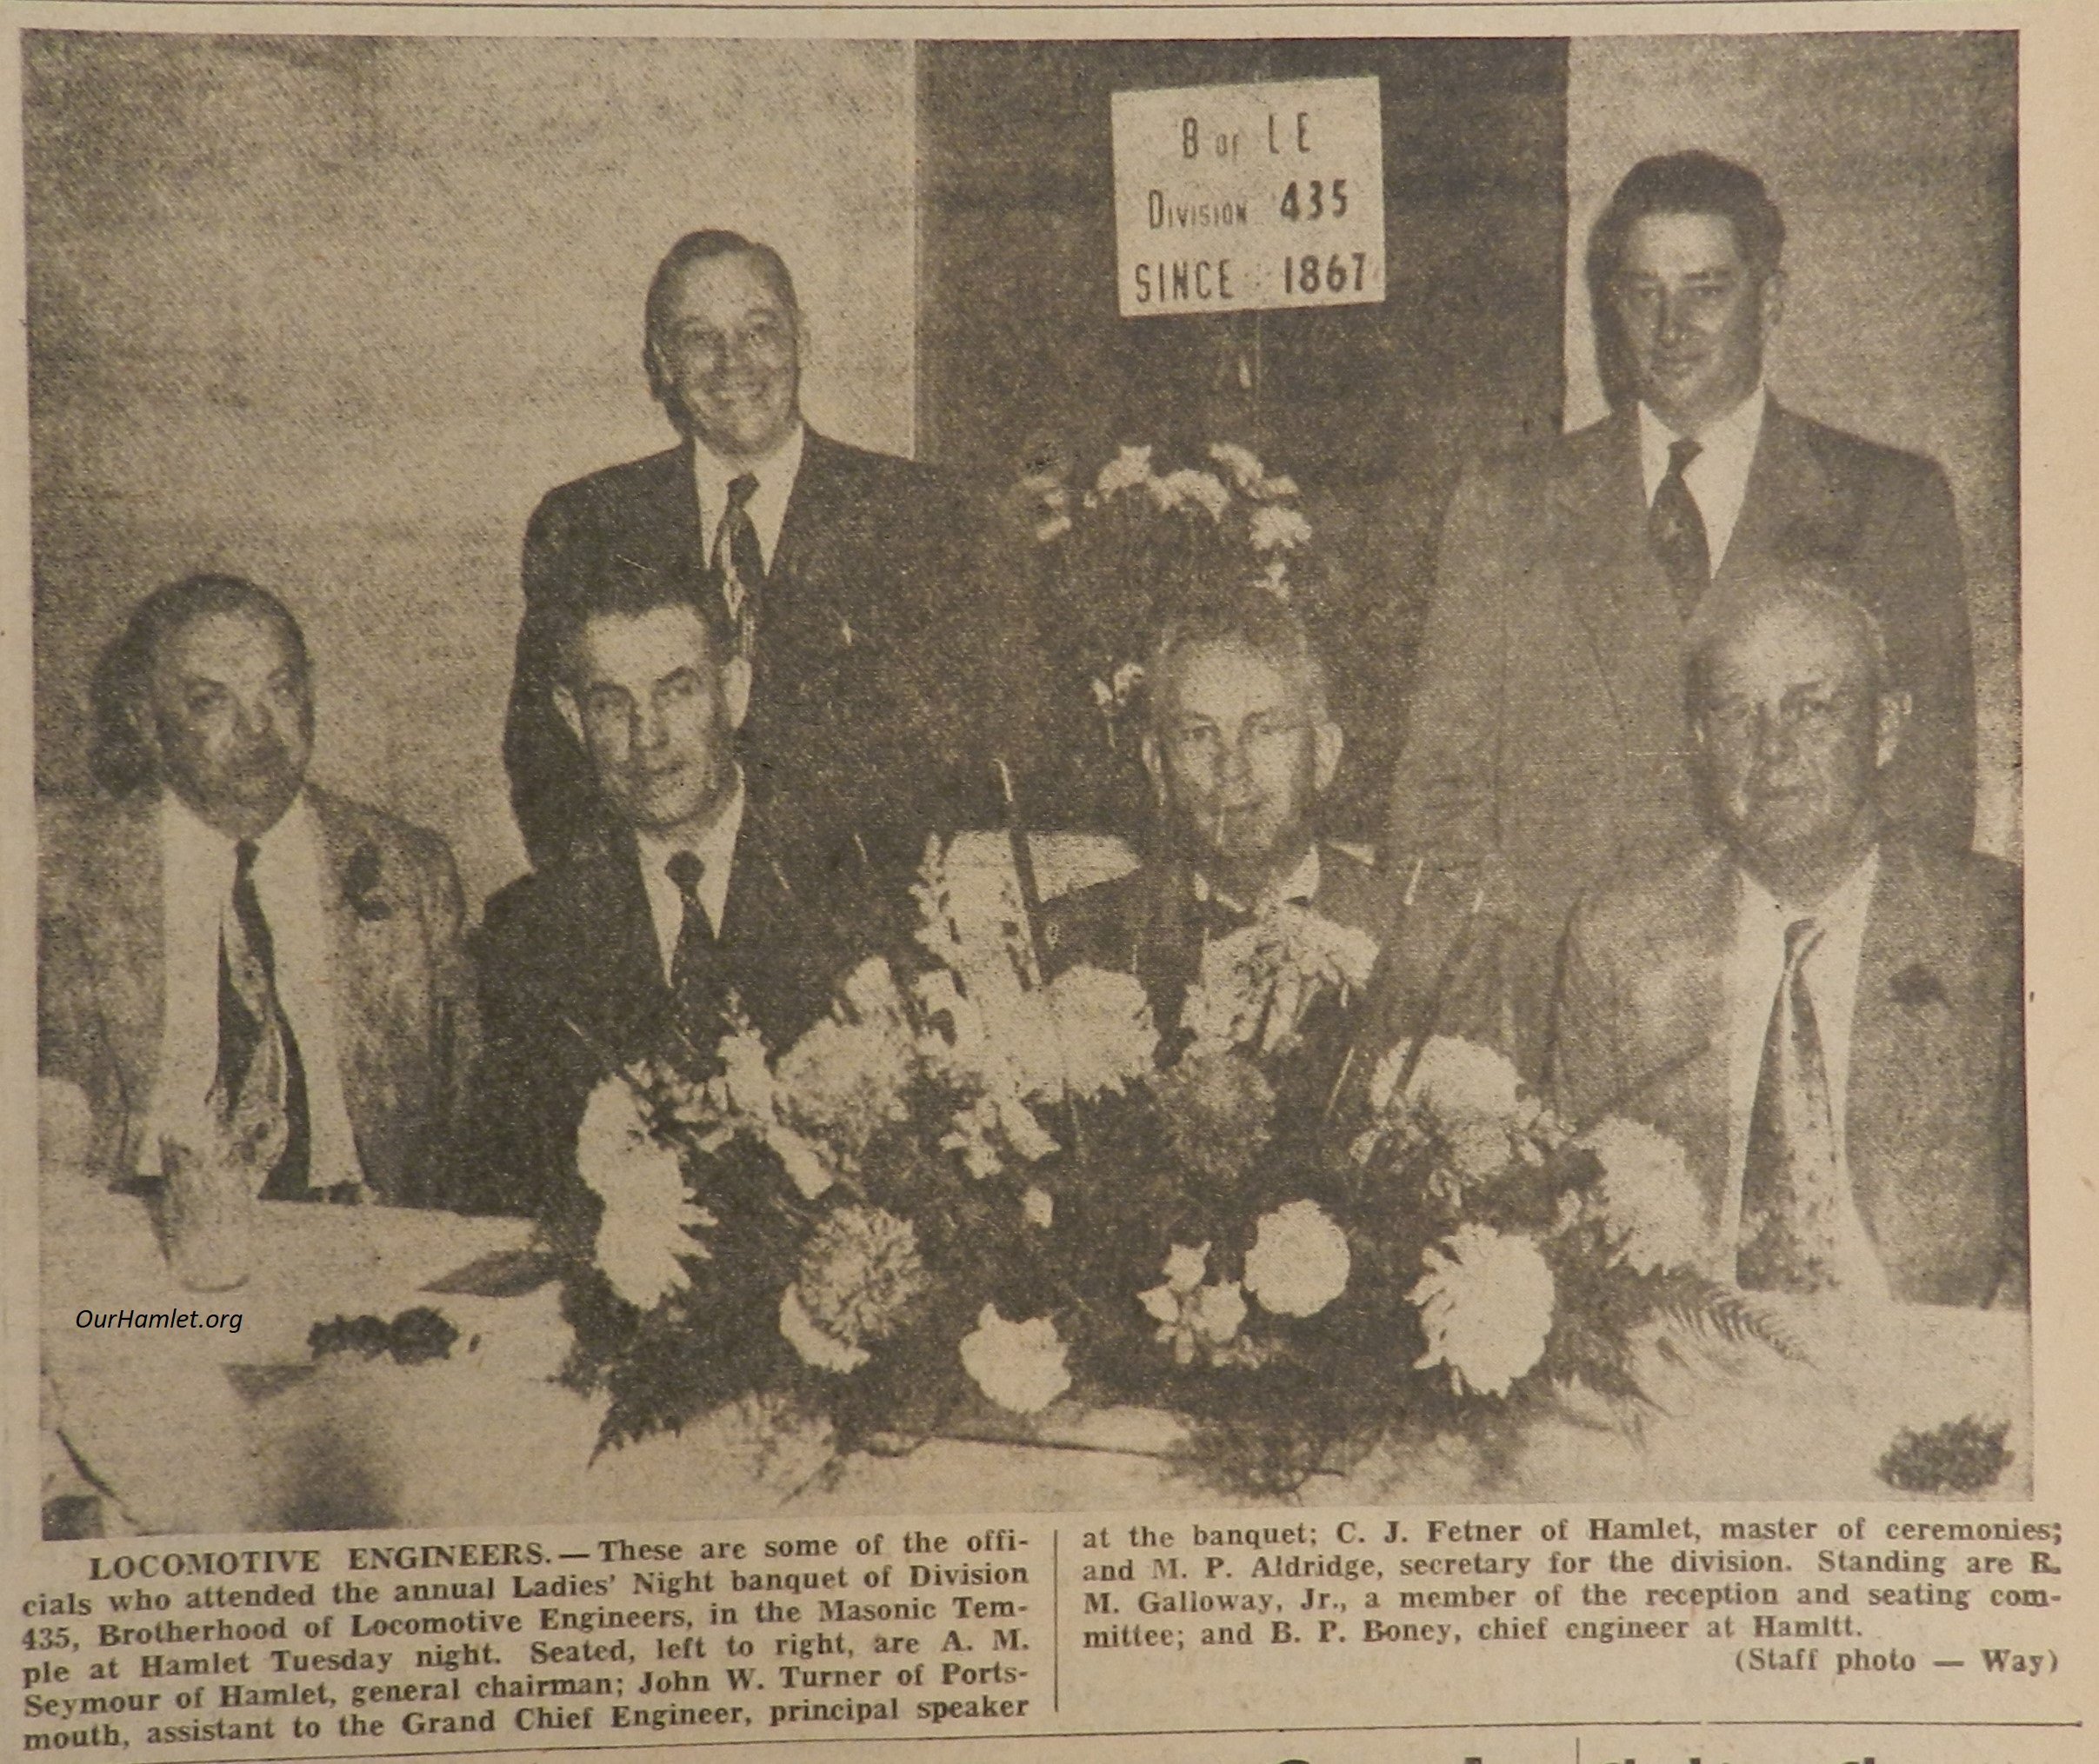 B of L E
DIVISION 435
SINCE 1867
OurHamlet.org
LOCOMOTIVE ENGINEERS.—These are some of the offi-
cials who attended the annual Ladies' Night banquet of Division
435, Brotherhood of Locomotive Engineers, in the Masonic Tem-
ple at Hamlet Tuesday night. Seated, left to right, are A. M.
Seymour of Hamlet, general chairman; John W. Turner of Ports-
mouth, assistant to the Grand Chief Engineer, principal speaker
at the banquet; C. J. Fetner of Hamlet, master of ceremonies;
and M. P. Aldridge, secretary for the division. Standing are R.
M. Galloway, Jr., a member of the reception and seating com-
mittee; and B. P. Boney, chief engineer at Hamltt.
(Staff photo — Way)